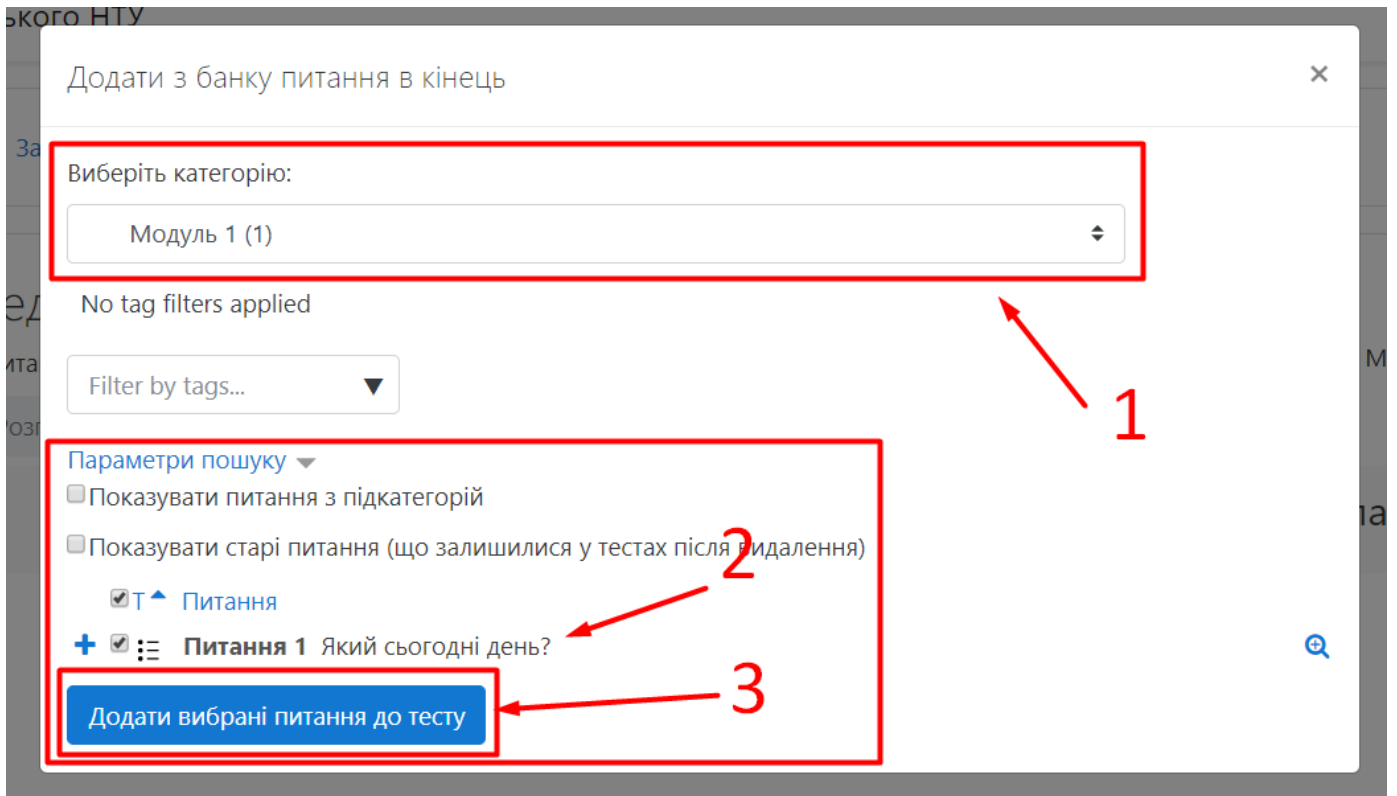 ького НТУ
Додати з банку питання в кінець ×
За
Виберіть категорію:
Модуль 1 (1)
No tag filters applied
Filter by tags...
1
Параметри пошуку
Показувати питання з підкатегорій
Показувати старі питання (що залишилися у тестах після видалення)
2
Т Питання
Питання 1 Який сьогодні день?
3
Додати вибрані питання до тесту